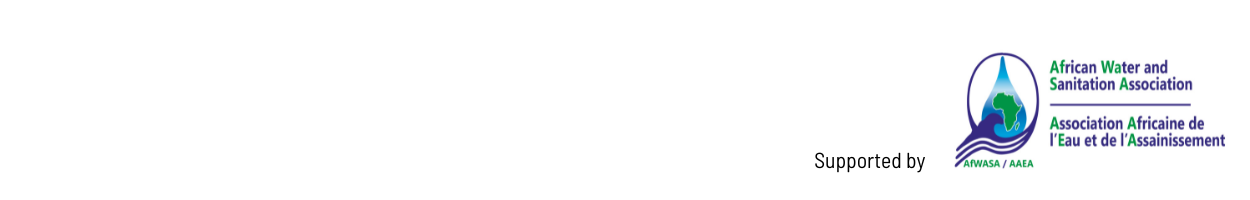 Supported by
African Water and
Sanitation Association
Association Africaine de
l'Eau et de l'Assainissement
AfWASA / AAEA